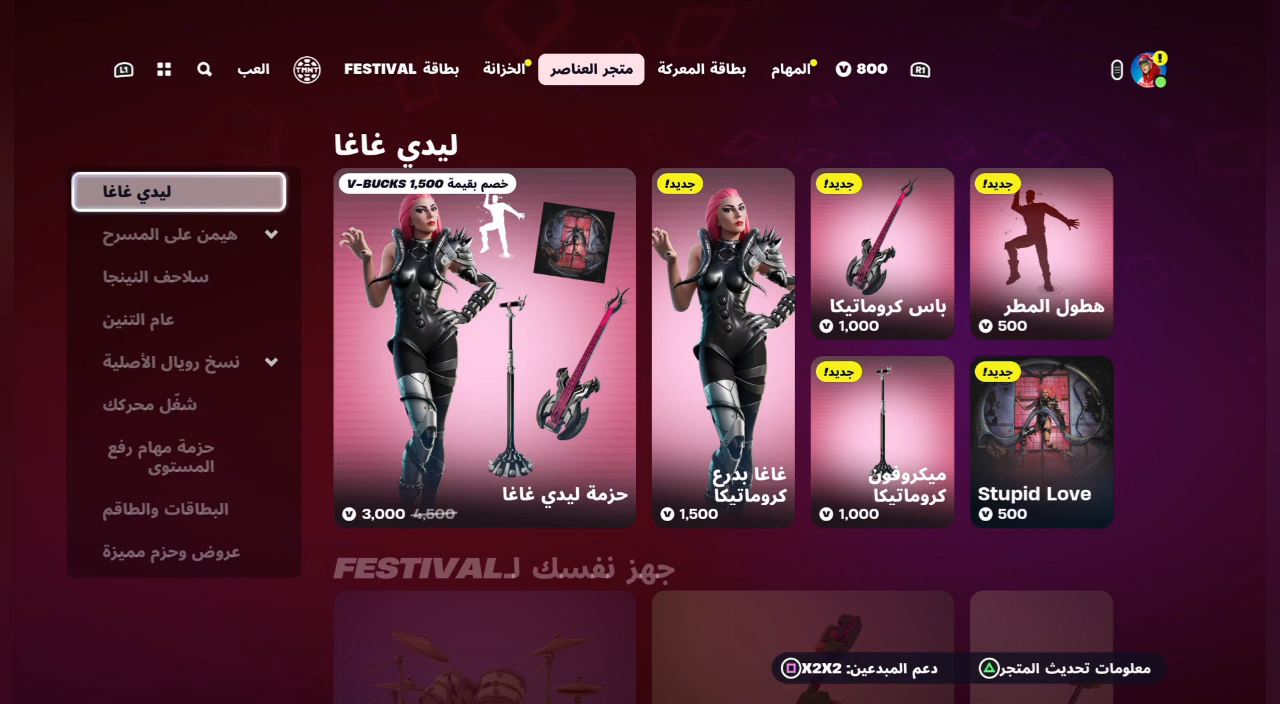 L1
العب
TMNT
بطاقة FESTIVAL
الخزانة
متجر العناصر
بطاقة المعركة
المهام
800
R1
ليدي غاغا
هيمن على المسرح
سلاحف النينجا
عام التنين
نسخ رويال الأصلية
شغّل محركك
حزمة مهام رفع
المستوى
البطاقات والطاقم
عروض وحزم مميزة
ليدي غاغا
خصم بقيمة 1,500 V-BUCKS
حزمة ليدي غاغا
3,000 4,500
جديد!
غاغا بدرع
كروماتيكا
1,500
جديد!
باس كروماتيكا
1,000
جديد!
هطول المطر
500
جديد!
ميكروفون
كروماتيكا
1,000
جديد!
Stupid Love
500
جهز نفسك لـFESTIVAL
دعم المبدعين: X2X2
معلومات تحديث المتجر